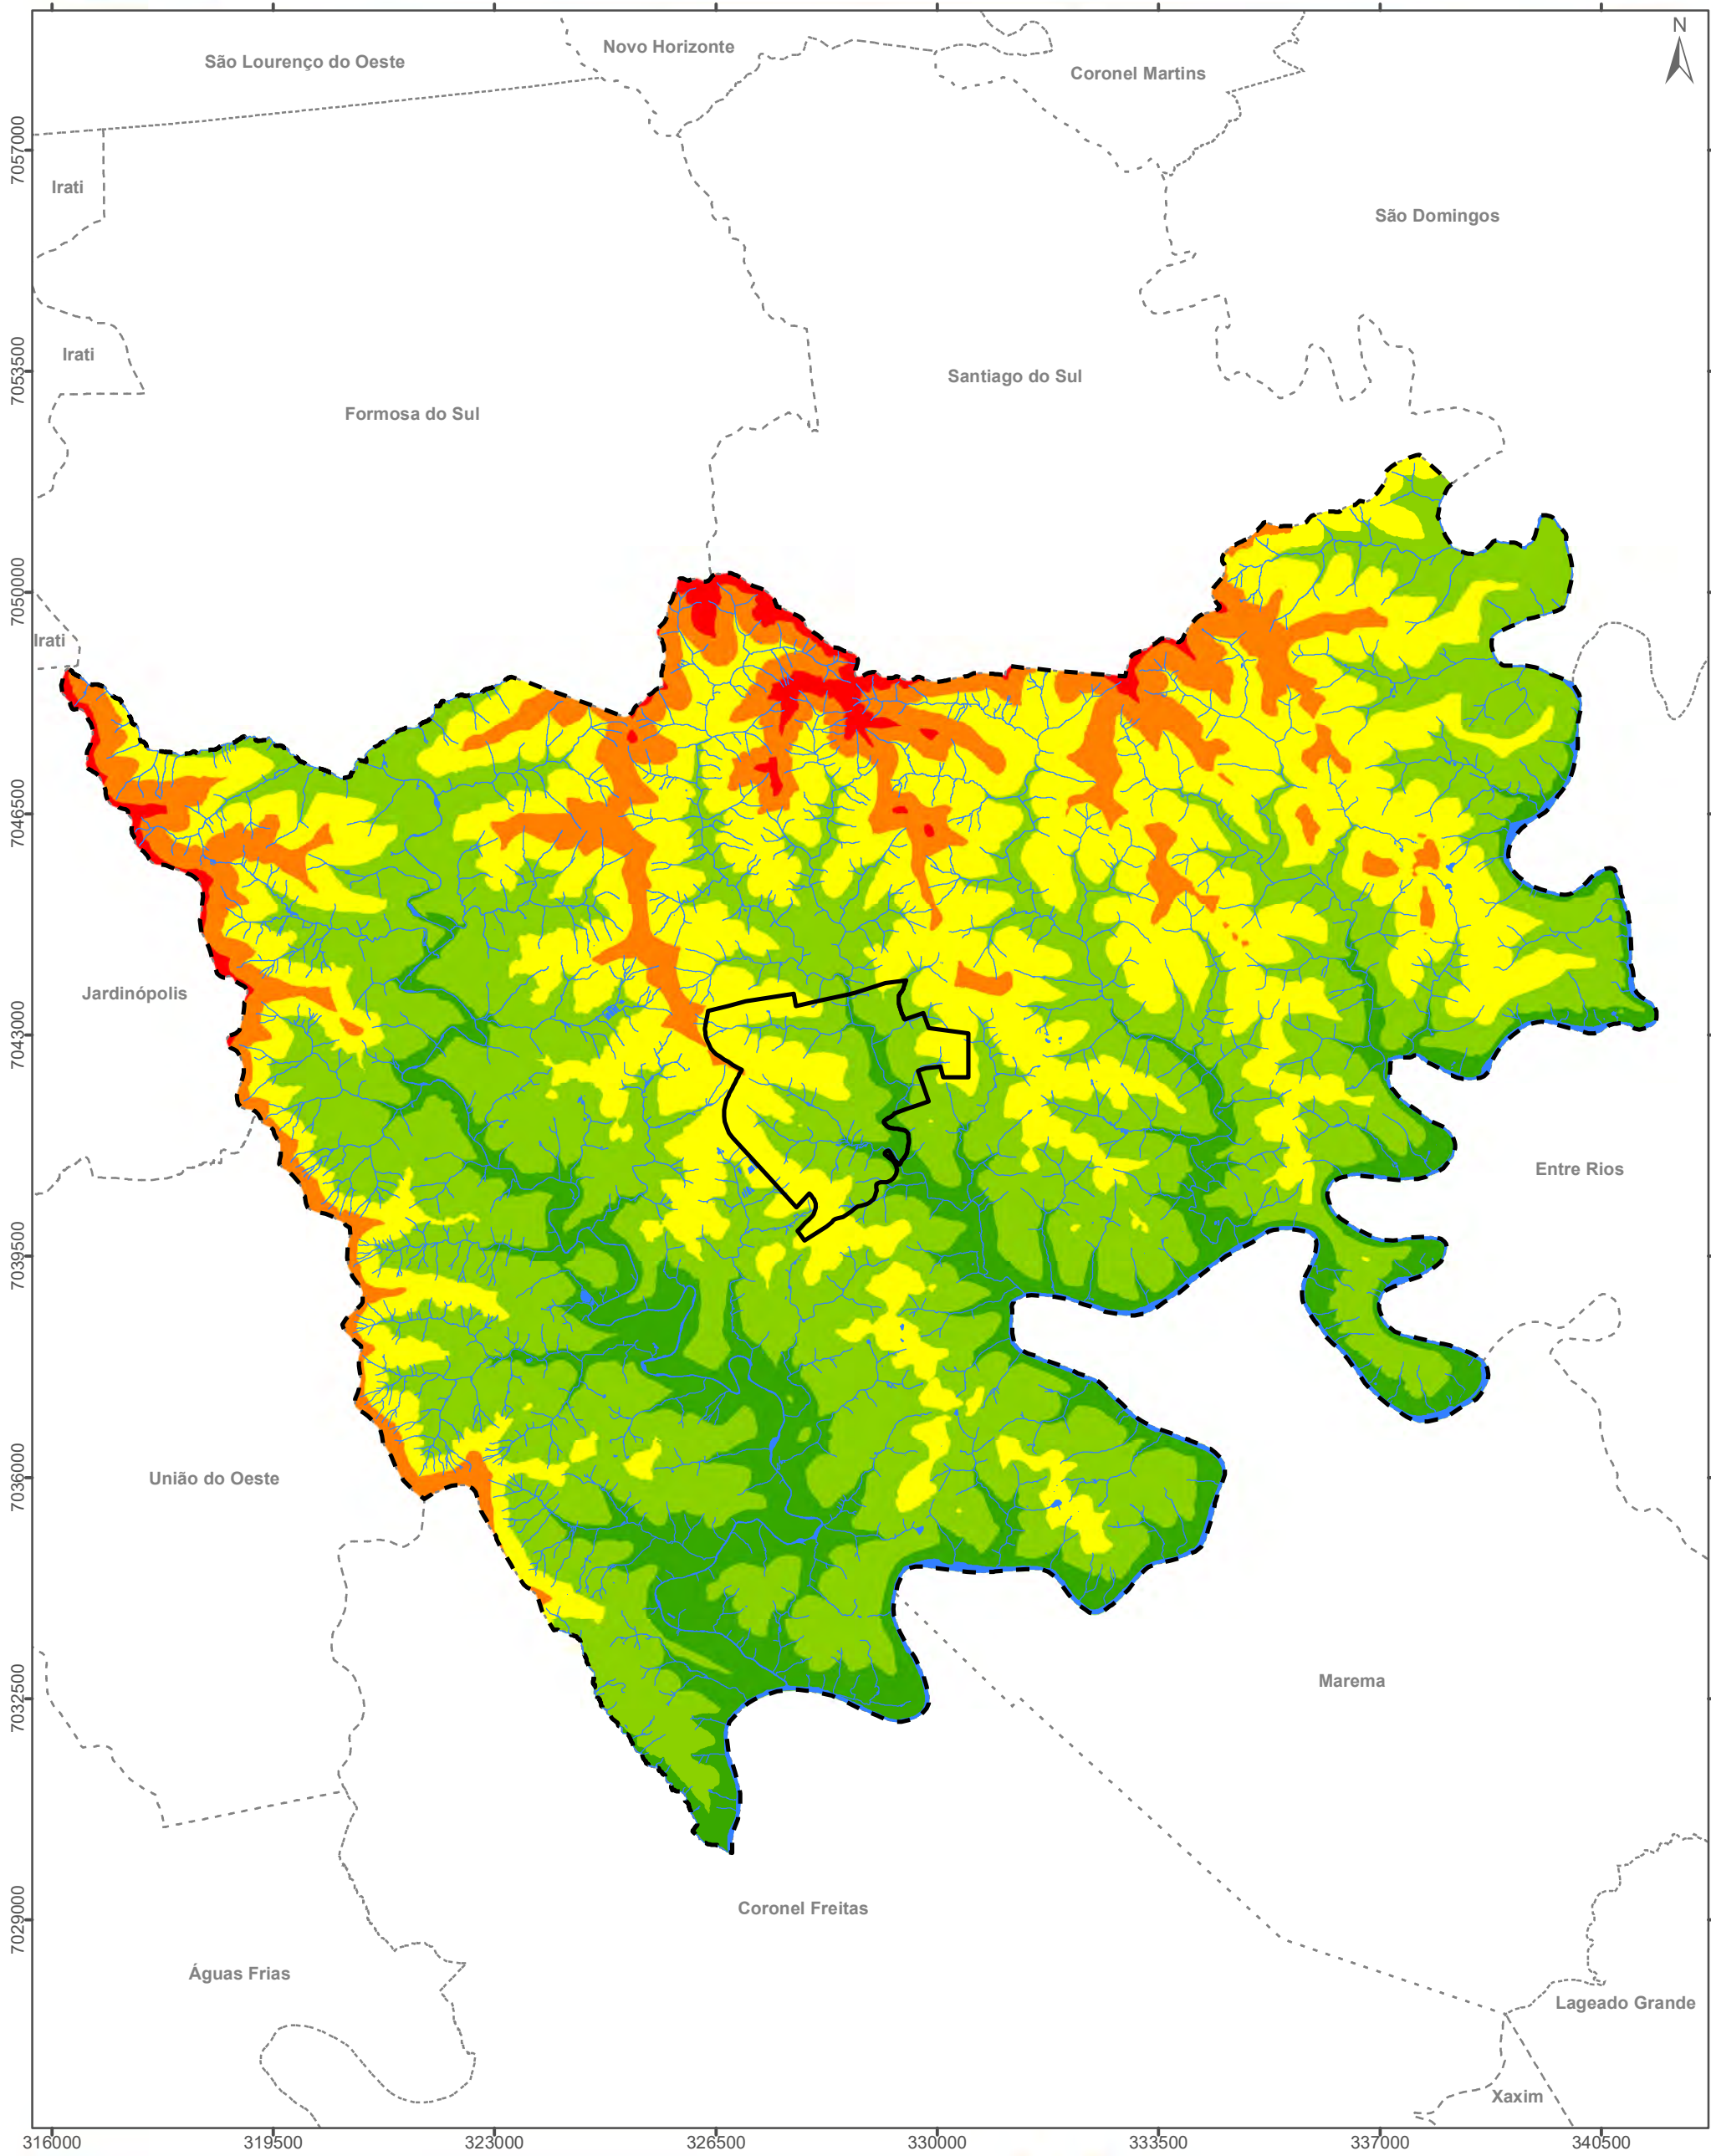 N
Novo Horizonte
São Lourenço do Oeste
Coronel Martins
7057000
Irati
São Domingos
Irati
7053500
Santiago do Sul
Formosa do Sul
7050000
Irati
7046500
Jardinópolis
7043000
Entre Rios
7039500
União do Oeste
7036000
Marema
7032500
Coronel Freitas
7029000
Águas Frias
Lageado Grande
Xaxim
316000 319500 323000 326500 330000 333500 337000 340500